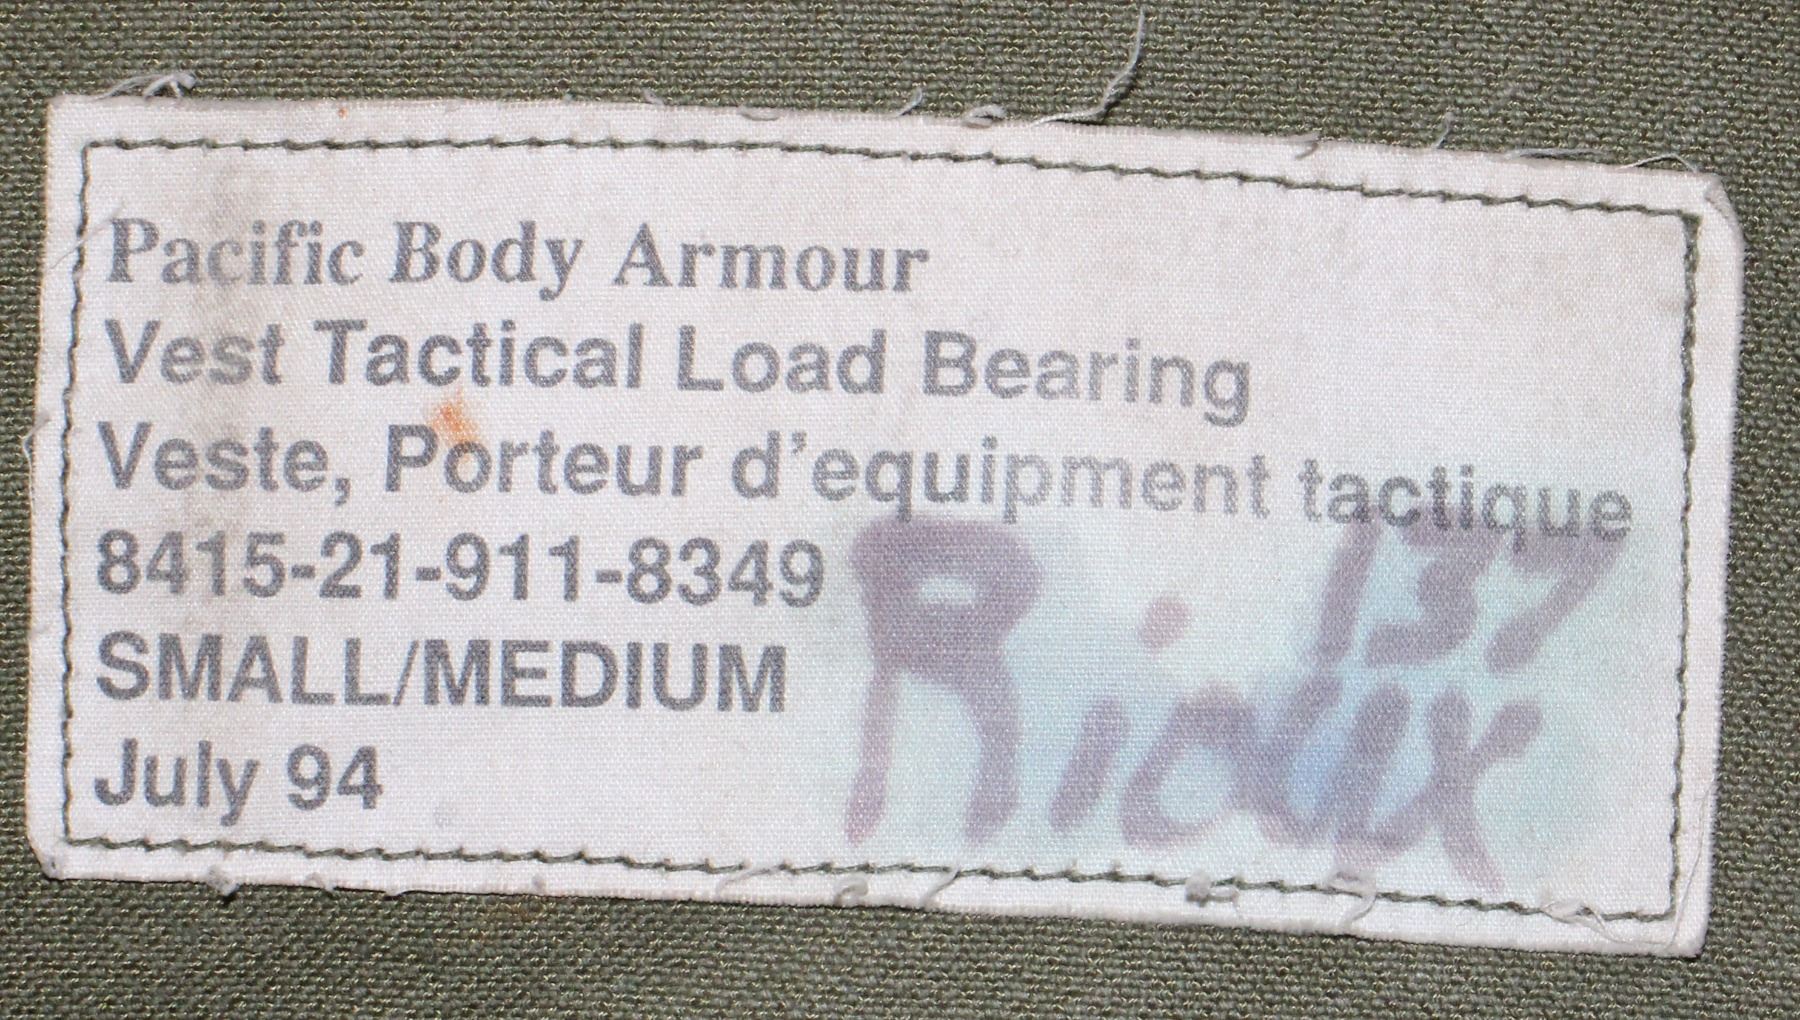 Pacific Body Armour
Vest Tactical Load Bearing
Veste, Porteur d'equipment tactique
8415-21-911-8349
137
SMALL/MEDIUM
Rioux
July 94